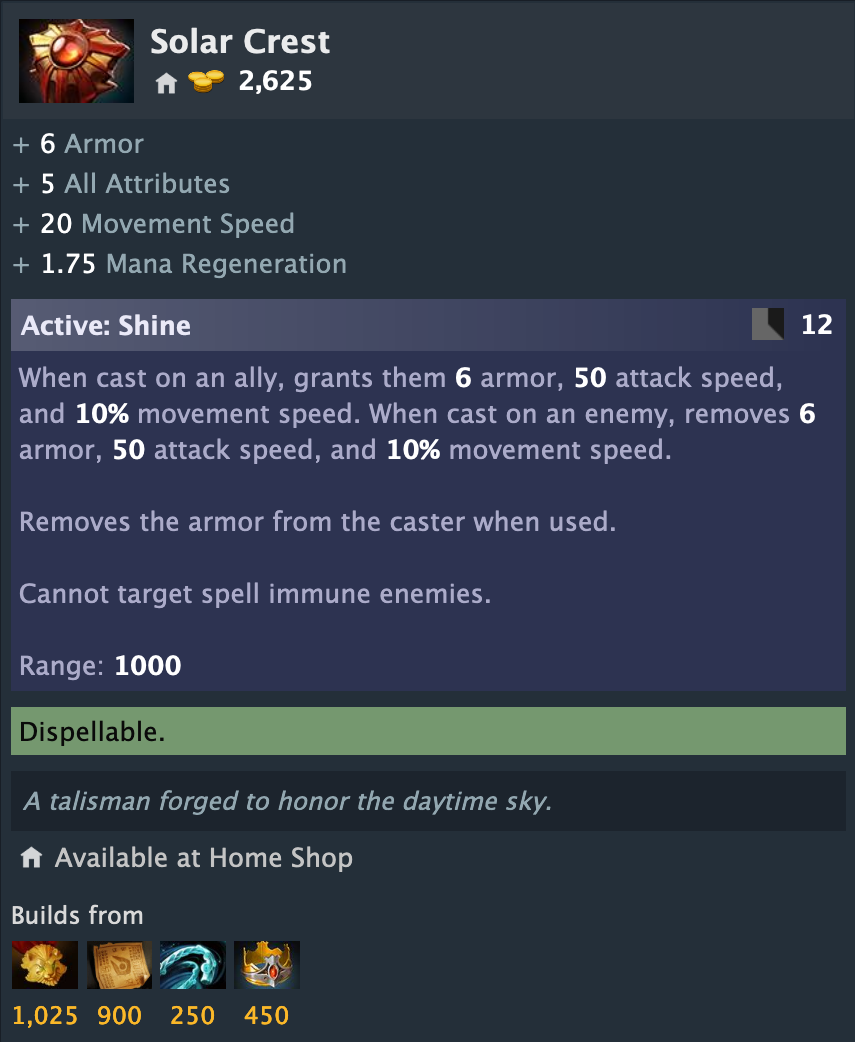 Solar Crest
2,625
+ 6 Armor
+ 5 All Attributes
+ 20 Movement Speed
+ 1.75 Mana Regeneration
Active: Shine 12
When cast on an ally, grants them 6 armor, 50 attack speed,
and 10% movement speed. When cast on an enemy, removes 6
armor, 50 attack speed, and 10% movement speed.
Removes the armor from the caster when used.
Cannot target spell immune enemies.
Range: 1000
Dispellable.
A talisman forged to honor the daytime sky.
Available at Home Shop
Builds from
1,025 900 250 450